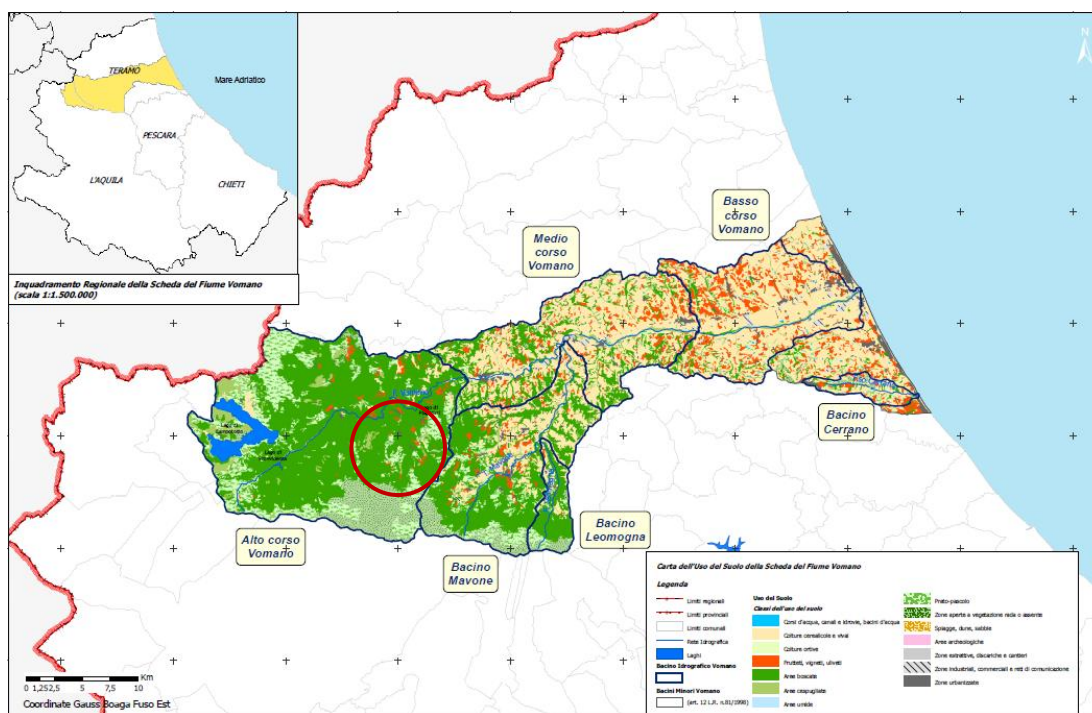 TERAMO
Mare Adriatico
PESCARA
L'AQUILA
CHIETI
Inquadramento Regionale della Scheda del Fiume Vomano
(scala 1:1.500.000)
N
Basso
corso
Vomano
Medio
corso
Vomano
Bacino
Cerrano
Alto corso
Vomano
Bacino
Mavone
Bacino
Leomogna
0 1,25 2,5 5 7,5 10
Km
Coordinate Gauss Boaga Fuso Est
Carta dell'Uso del Suolo della Scheda del Fiume Vomano
Legenda
Limiti regionali
Limiti provinciali
Limiti comunali
Rete Idrografica
Laghi
Bacino Idrografico Vomano
Bacini Minori Vomano
(art. 12 L.R. n.81/1998)
Uso del Suolo
Classi dell'uso del suolo
Corsi d'acqua, canali e idrovie, bacini d'acqua
Colture cerealicole e vivai
Colture ortive
Frutteti, vigneti, uliveti
Aree boscate
Aree cespugliate
Aree umide
Prato-pascolo
Zone aperte a vegetazione rada o assente
Spiagge, dune, sabbie
Aree archeologiche
Zone estrattive, discariche e cantieri
Zone industriali, commerciali e reti di comunicazione
Zone urbanizzate